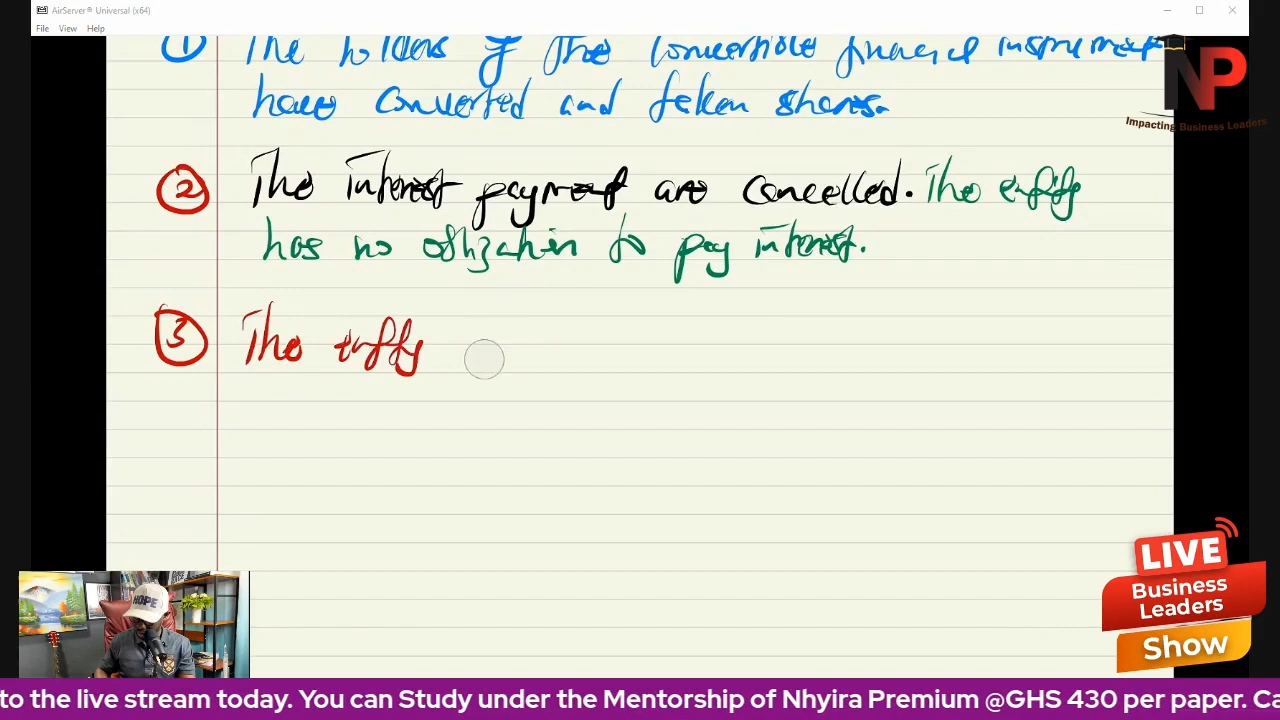 AirServer® Universal (x64)
File View Help
① The holders of the convertible financial instrument
have converted and taken shares.
② The Interest payment are cancelled. The entity
has no obligation to pay interest.
③ The entity
NP
Impacting Business Leaders
HOPE
LIVE
Business
Leaders
Show
to the live stream today. You can Study under the Mentorship of Nhyira Premium @GHS 430 per paper. Ca